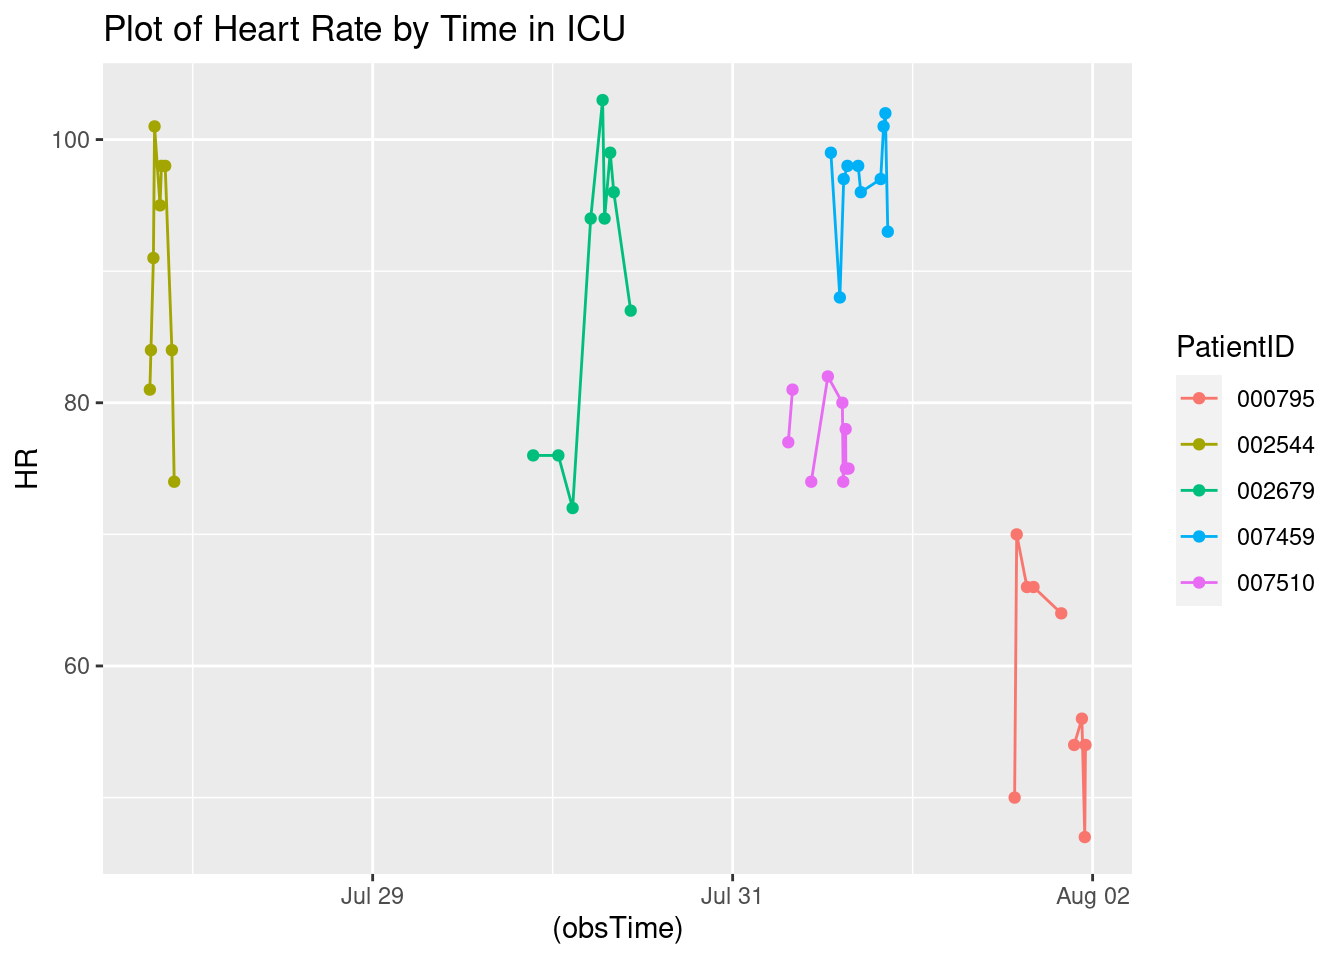 Plot of Heart Rate by Time in ICU
HR
100
80
60
Jul 29
Jul 31
Aug 02
(obsTime)
PatientID
000795
002544
002679
007459
007510